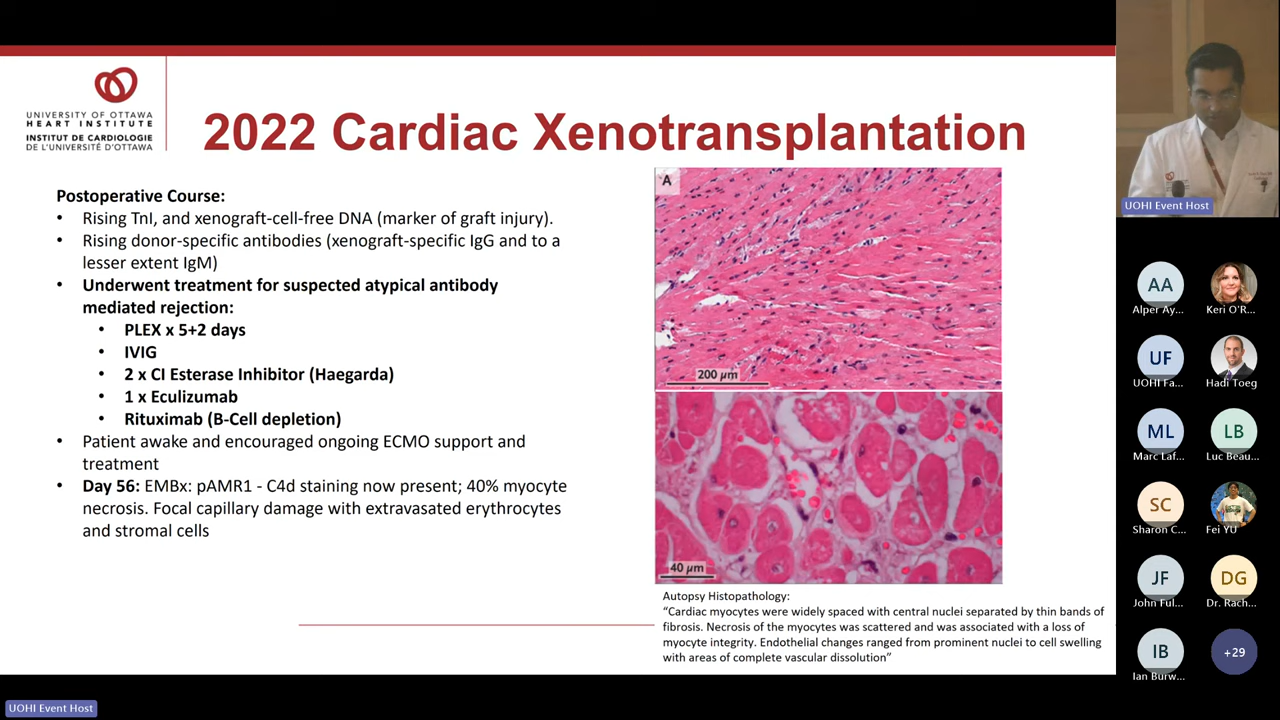 UNIVERSITY OF OTTAWA
HEART INSTITUTE
INSTITUT DE CARDIOLOGIE
DE L'UNIVERSITÉ D'OTTAWA
2022 Cardiac Xenotransplantation
Postoperative Course:
• Rising TnI, and xenograft-cell-free DNA (marker of graft injury).
• Rising donor-specific antibodies (xenograft-specific IgG and to a
lesser extent IgM)
• Underwent treatment for suspected atypical antibody
mediated rejection:
• PLEX x 5+2 days
• IVIG
• 2 x CI Esterase Inhibitor (Haegarda)
• 1 x Eculizumab
• Rituximab (B-Cell depletion)
• Patient awake and encouraged ongoing ECMO support and
treatment
• Day 56: EMBx: pAMR1 - C4d staining now present; 40% myocyte
necrosis. Focal capillary damage with extravasated erythrocytes
and stromal cells
A
200 µm
40 µm
Autopsy Histopathology:
“Cardiac myocytes were widely spaced with central nuclei separated by thin bands of
fibrosis. Necrosis of the myocytes was scattered and was associated with a loss of
myocyte integrity. Endothelial changes ranged from prominent nuclei to cell swelling
with areas of complete vascular dissolution”
UOHI Event Host
AA
Alper Ay...
Keri O'R...
UF
UOHI Fa...
Hadi Toeg
ML
Marc Laf...
LB
Luc Beau...
SC
Sharon C...
Fei YU
JF
John Ful...
DG
Dr. Rach...
IB
Ian Burw...
+29
UOHI Event Host